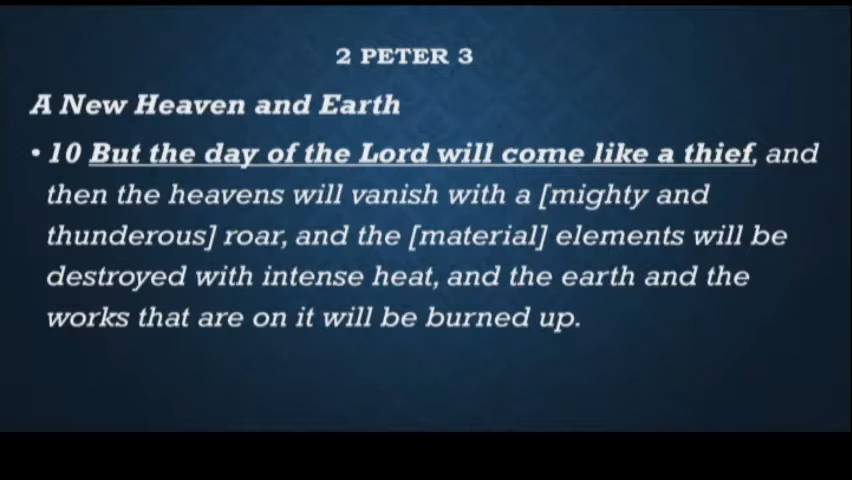 2 PETER 3
A New Heaven and Earth
• 10 But the day of the Lord will come like a thief, and
then the heavens will vanish with a [mighty and
thunderous] roar, and the [material] elements will be
destroyed with intense heat, and the earth and the
works that are on it will be burned up.